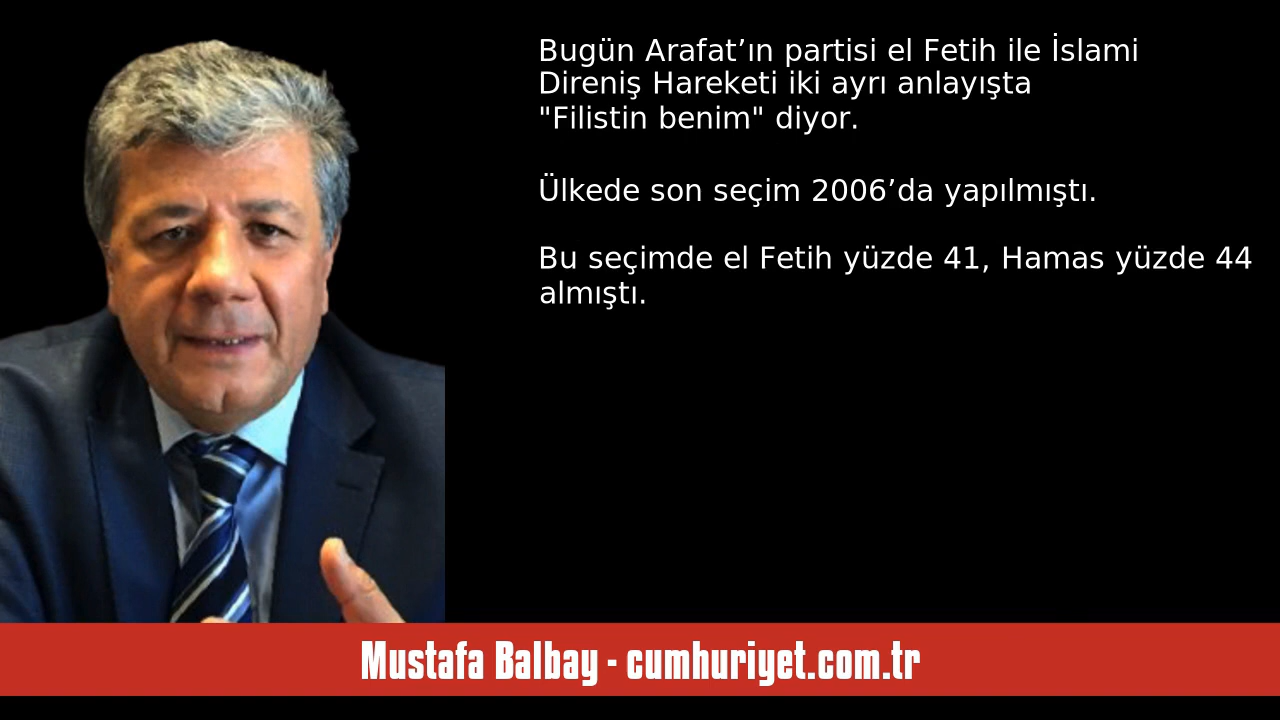 Bugün Arafat’ın partisi el Fetih ile İslami
Direniş Hareketi iki ayrı anlayışta
"Filistin benim" diyor.
Ülkede son seçim 2006’da yapılmıştı.
Bu seçimde el Fetih yüzde 41, Hamas yüzde 44
almıştı.
Mustafa Balbay - cumhuriyet.com.tr